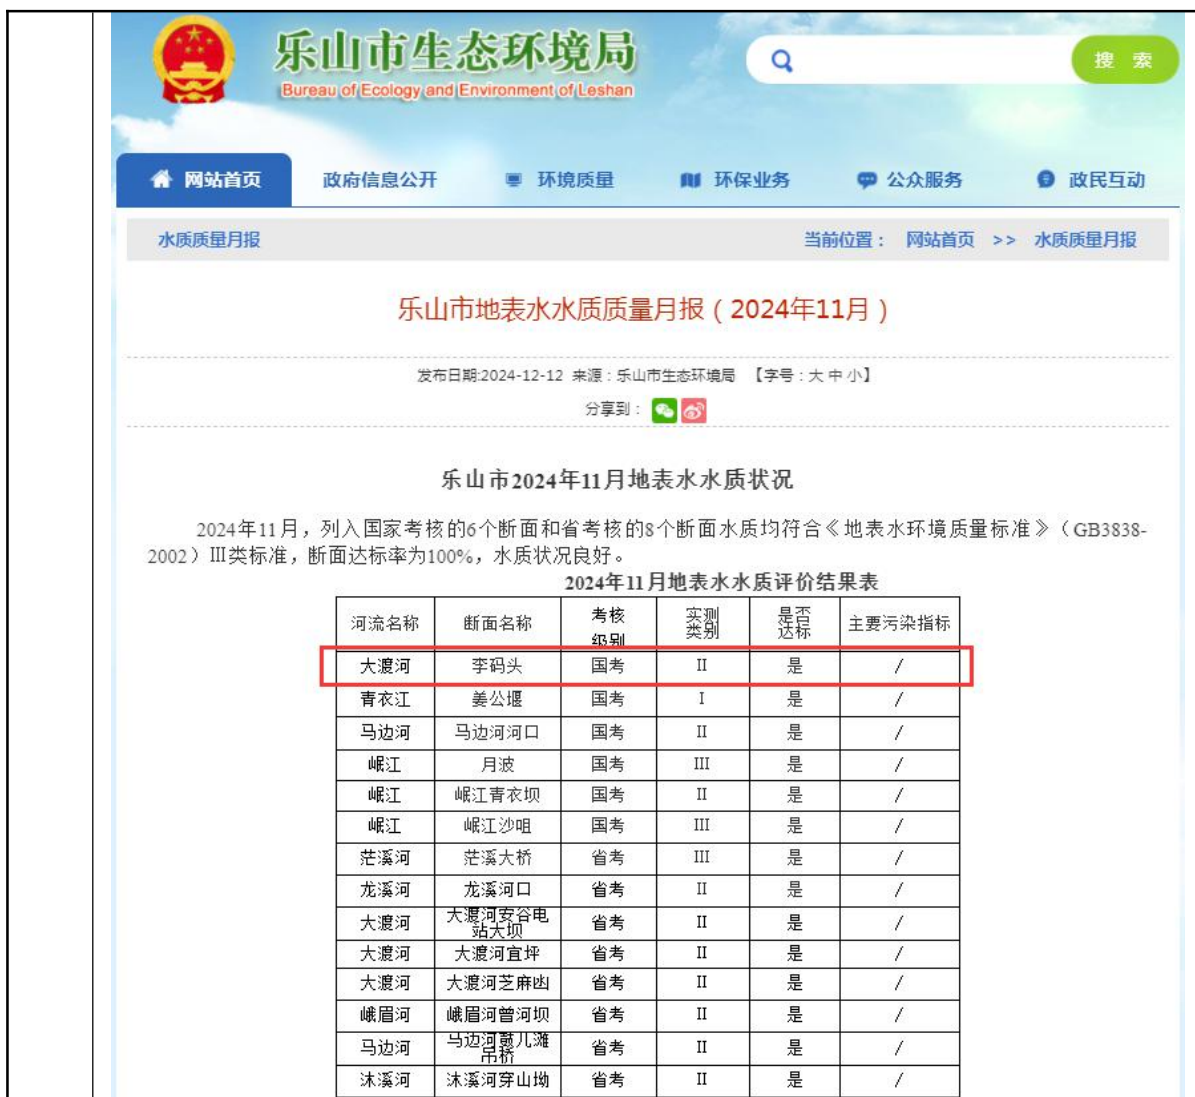 乐山市生态环境局
Bureau of Ecology and Environment of Leshan
搜 索
网站首页 政府信息公开 环境质量 环保业务 公众服务 政民互动
水质质量月报 当前位置： 网站首页 >> 水质质量月报
乐山市地表水水质质量月报（2024年11月）
发布日期:2024-12-12 来源：乐山市生态环境局 【字号：大 中 小】
分享到：
乐山市2024年11月地表水水质状况
2024年11月，列入国家考核的6个断面和省考核的8个断面水质均符合《地表水环境质量标准》（GB3838-
2002）III类标准，断面达标率为100%，水质状况良好。
2024年11月地表水水质评价结果表
河流名称 断面名称 考核级别 实测类别 是否达标 主要污染指标
大渡河 李码头 国考 II 是 /
青衣江 姜公堰 国考 I 是 /
马边河 马边河河口 国考 II 是 /
岷江 月波 国考 III 是 /
岷江 岷江青衣坝 国考 II 是 /
岷江 岷江沙咀 国考 III 是 /
茫溪河 茫溪大桥 省考 III 是 /
龙溪河 龙溪河口 省考 II 是 /
大渡河 大渡河安谷电站大坝 省考 II 是 /
大渡河 大渡河宜坪 省考 II 是 /
大渡河 大渡河芝麻凼 省考 II 是 /
峨眉河 峨眉河曾河坝 省考 II 是 /
马边河 马边河鼓儿滩吊桥 省考 II 是 /
沐溪河 沐溪河穿山坳 省考 II 是 /